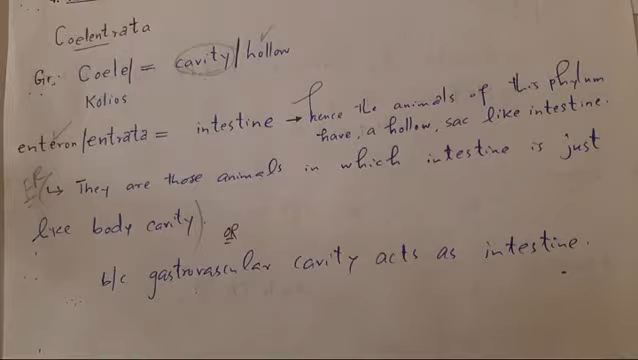 Coelentrata
Gr: Coele/ = cavity/hollow
Kolios
enteron/entrata = intestine → hence the animals of this phylum
have, a hollow, sac like intestine.
↳ They are those animals in which intestine is just
like body cavity)
OR
b/c gastrovascular cavity acts as intestine.